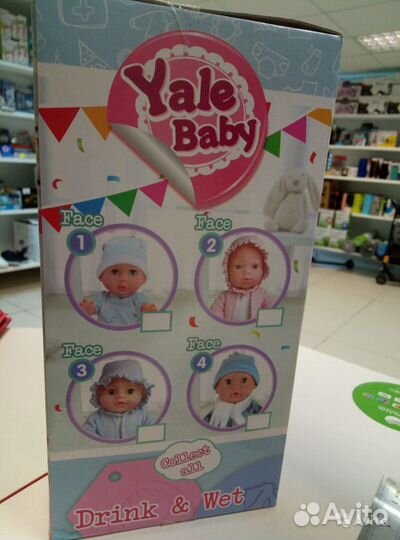 Yale
Baby
Face
1
Face
2
Face
3
Face
4
Collect
all
Drink & Wet
Avito